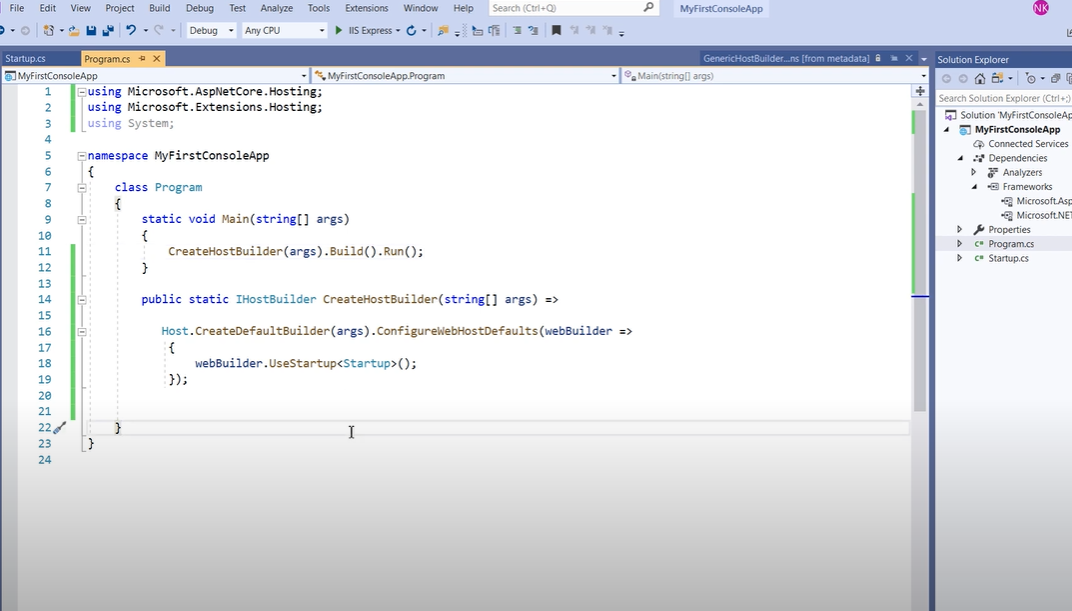 File Edit View Project Build Debug Test Analyze Tools Extensions Window Help Search (Ctrl+Q) MyFirstConsoleApp NK
Debug Any CPU IIS Express
Startup.cs Program.cs GenericHostBuilder...ns [from metadata]
MyFirstConsoleApp MyFirstConsoleApp.Program Main(string[] args)
1 using Microsoft.AspNetCore.Hosting;
2 using Microsoft.Extensions.Hosting;
3 using System;
4
5 namespace MyFirstConsoleApp
6 {
7 class Program
8 {
9 static void Main(string[] args)
10 {
11 CreateHostBuilder(args).Build().Run();
12 }
13
14 public static IHostBuilder CreateHostBuilder(string[] args) =>
15
16 Host.CreateDefaultBuilder(args).ConfigureWebHostDefaults(webBuilder =>
17 {
18 webBuilder.UseStartup<Startup>();
19 });
20
21
22 }
23 }
24
Solution Explorer
Search Solution Explorer (Ctrl+;)
Solution 'MyFirstConsoleApp
MyFirstConsoleApp
Connected Services
Dependencies
Analyzers
Frameworks
Microsoft.Asp
Microsoft.NET
Properties
Program.cs
Startup.cs